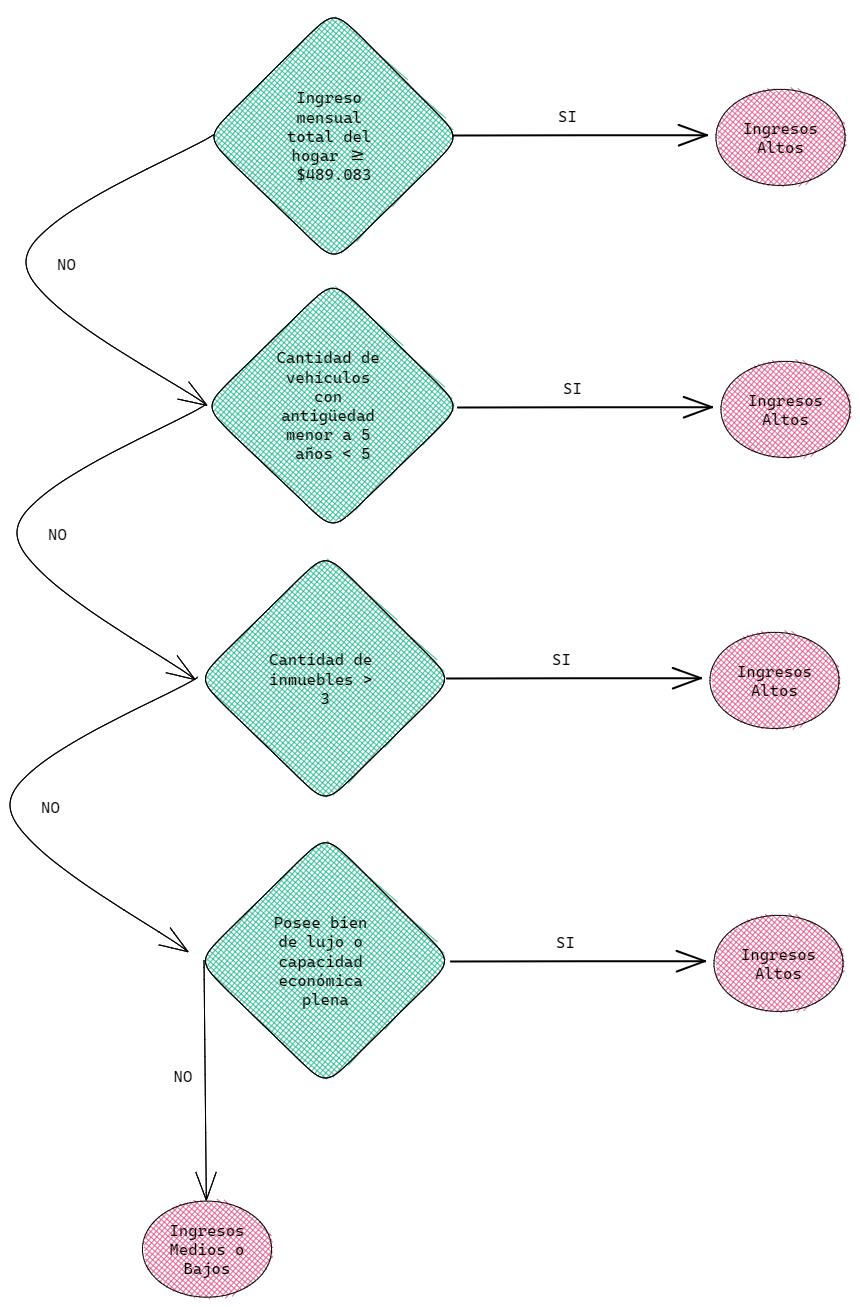 Ingreso
mensual
total del
hogar ≥
$489.083
SI
Ingresos
Altos
NO
Cantidad de
vehículos
con
antigüedad
menor a 5
años < 5
SI
Ingresos
Altos
NO
Cantidad de
inmuebles >
3
SI
Ingresos
Altos
NO
Posee bien
de lujo o
capacidad
económica
plena
SI
Ingresos
Altos
NO
Ingresos
Medios o
Bajos